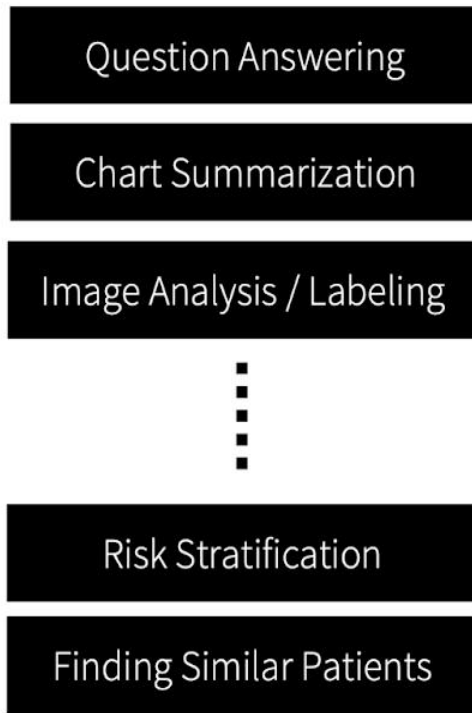 Question Answering
Chart Summarization
Image Analysis / Labeling
Risk Stratification
Finding Similar Patients